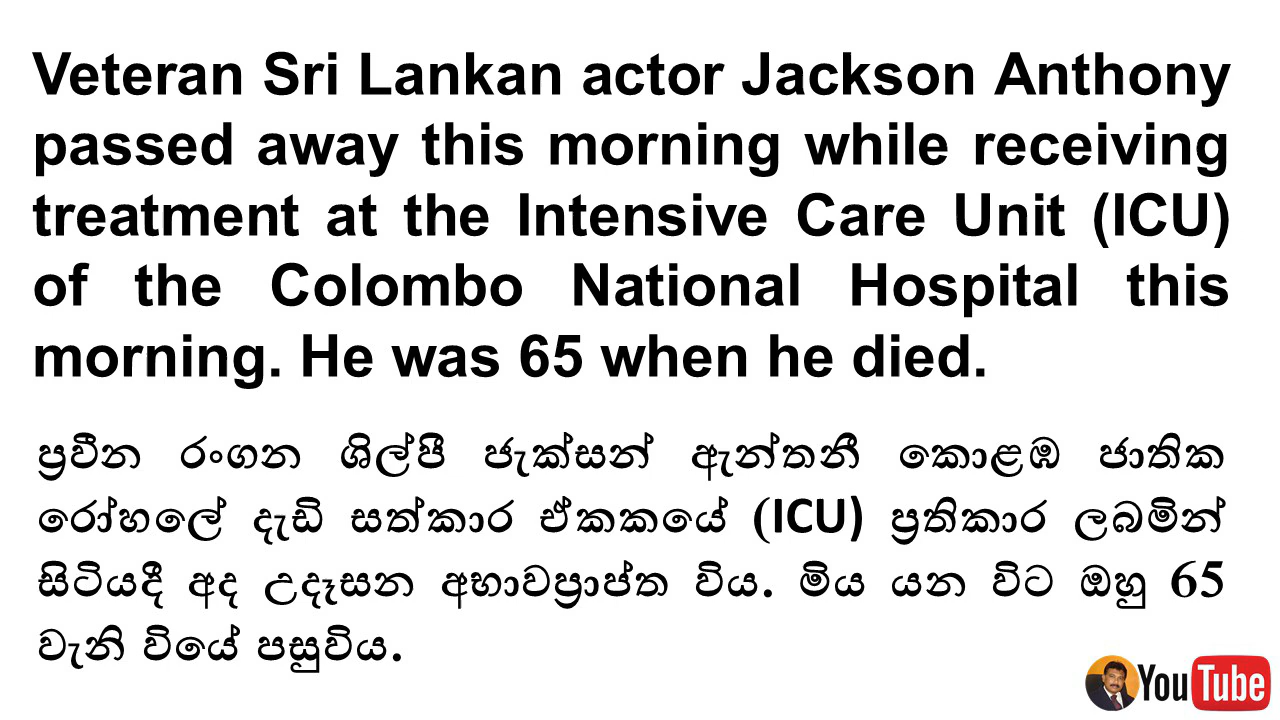 Veteran Sri Lankan actor Jackson Anthony
passed away this morning while receiving
treatment at the Intensive Care Unit (ICU)
of the Colombo National Hospital this
morning. He was 65 when he died.
ප්‍රවීන රංගන ශිල්පී ජැක්සන් ඇන්තනී කොළඹ ජාතික
රෝහලේ දැඩි සත්කාර ඒකකයේ (ICU) ප්‍රතිකාර ලබමින්
සිටියදී අද උදෑසන අභාවප්‍රාප්ත විය. මිය යන විට ඔහු 65
වැනි වියේ පසුවිය.
YouTube